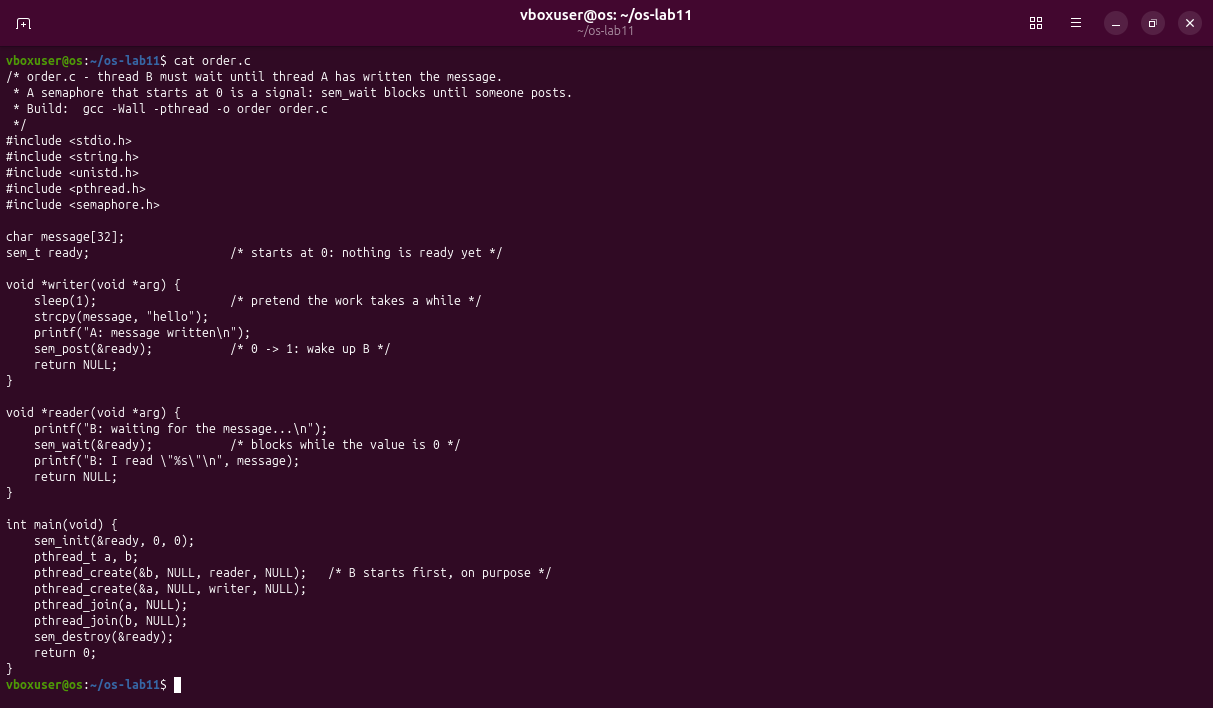 vboxuser@os: ~/os-lab11
~/os-lab11
vboxuser@os:~/os-lab11$ cat order.c
/* order.c - thread B must wait until thread A has written the message.
 * A semaphore that starts at 0 is a signal: sem_wait blocks until someone posts.
 * Build:  gcc -Wall -pthread -o order order.c
 */
#include <stdio.h>
#include <string.h>
#include <unistd.h>
#include <pthread.h>
#include <semaphore.h>

char message[32];
sem_t ready;                    /* starts at 0: nothing is ready yet */

void *writer(void *arg) {
    sleep(1);                   /* pretend the work takes a while */
    strcpy(message, "hello");
    printf("A: message written\n");
    sem_post(&ready);           /* 0 -> 1: wake up B */
    return NULL;
}

void *reader(void *arg) {
    printf("B: waiting for the message...\n");
    sem_wait(&ready);           /* blocks while the value is 0 */
    printf("B: I read \"%s\"\n", message);
    return NULL;
}

int main(void) {
    sem_init(&ready, 0, 0);
    pthread_t a, b;
    pthread_create(&b, NULL, reader, NULL);   /* B starts first, on purpose */
    pthread_create(&a, NULL, writer, NULL);
    pthread_join(a, NULL);
    pthread_join(b, NULL);
    sem_destroy(&ready);
    return 0;
}
vboxuser@os:~/os-lab11$